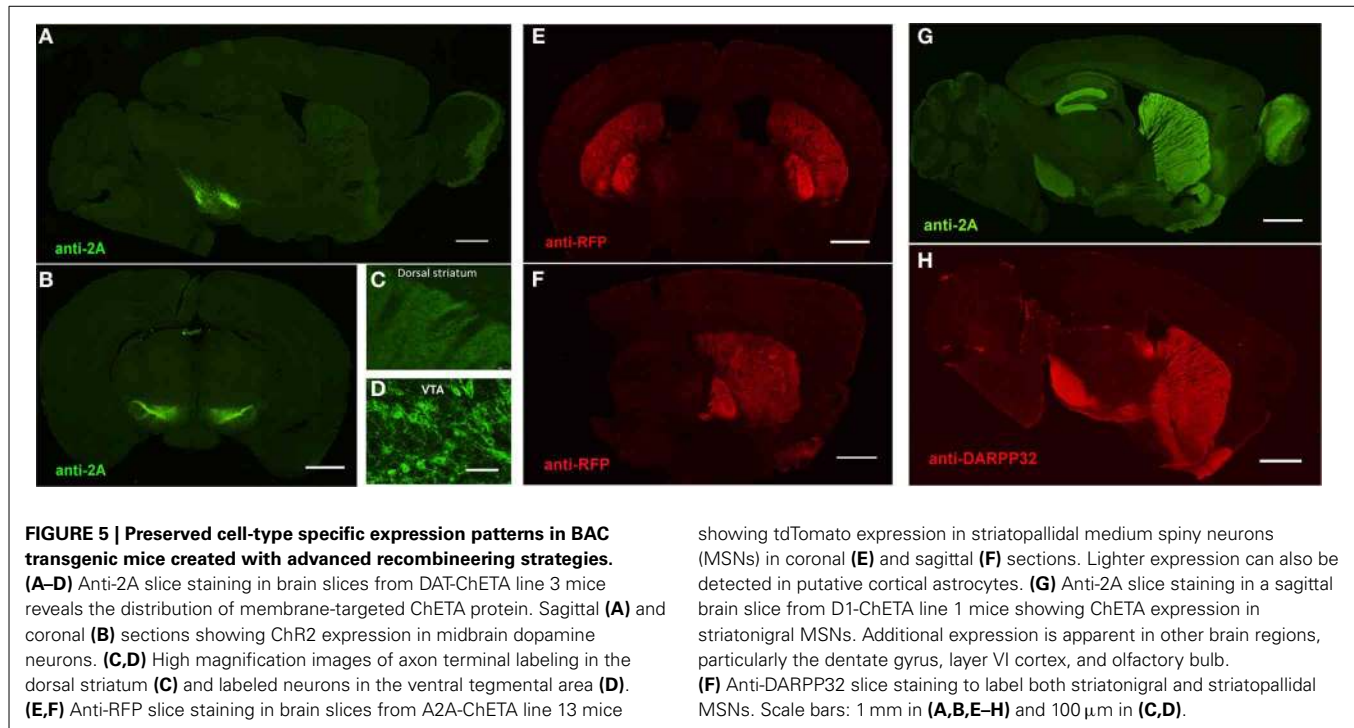 A
anti-2A
B
anti-2A
C
Dorsal striatum
D
VTA
E
anti-RFP
F
anti-RFP
G
anti-2A
H
anti-DARPP32
FIGURE 5 | Preserved cell-type specific expression patterns in BAC
transgenic mice created with advanced recombineering strategies.
(A–D) Anti-2A slice staining in brain slices from DAT-ChETA line 3 mice
reveals the distribution of membrane-targeted ChETA protein. Sagittal (A) and
coronal (B) sections showing ChR2 expression in midbrain dopamine
neurons. (C,D) High magnification images of axon terminal labeling in the
dorsal striatum (C) and labeled neurons in the ventral tegmental area (D).
(E,F) Anti-RFP slice staining in brain slices from A2A-ChETA line 13 mice
showing tdTomato expression in striatopallidal medium spiny neurons
(MSNs) in coronal (E) and sagittal (F) sections. Lighter expression can also be
detected in putative cortical astrocytes. (G) Anti-2A slice staining in a sagittal
brain slice from D1-ChETA line 1 mice showing ChETA expression in
striatonigral MSNs. Additional expression is apparent in other brain regions,
particularly the dentate gyrus, layer VI cortex, and olfactory bulb.
(F) Anti-DARPP32 slice staining to label both striatonigral and striatopallidal
MSNs. Scale bars: 1 mm in (A,B,E–H) and 100 μm in (C,D).